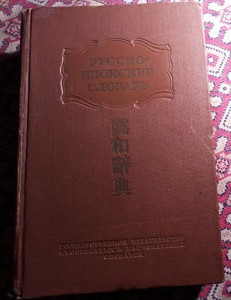 РУССКО-
ЯПОНСКИЙ
СЛОВАРЬ
露和辭典
ГОСУДАРСТВЕННОЕ ИЗДАТЕЛЬСТВО
ИНОСТРАННЫХ И НАЦИОНАЛЬНЫХ
СЛОВАРЕЙ